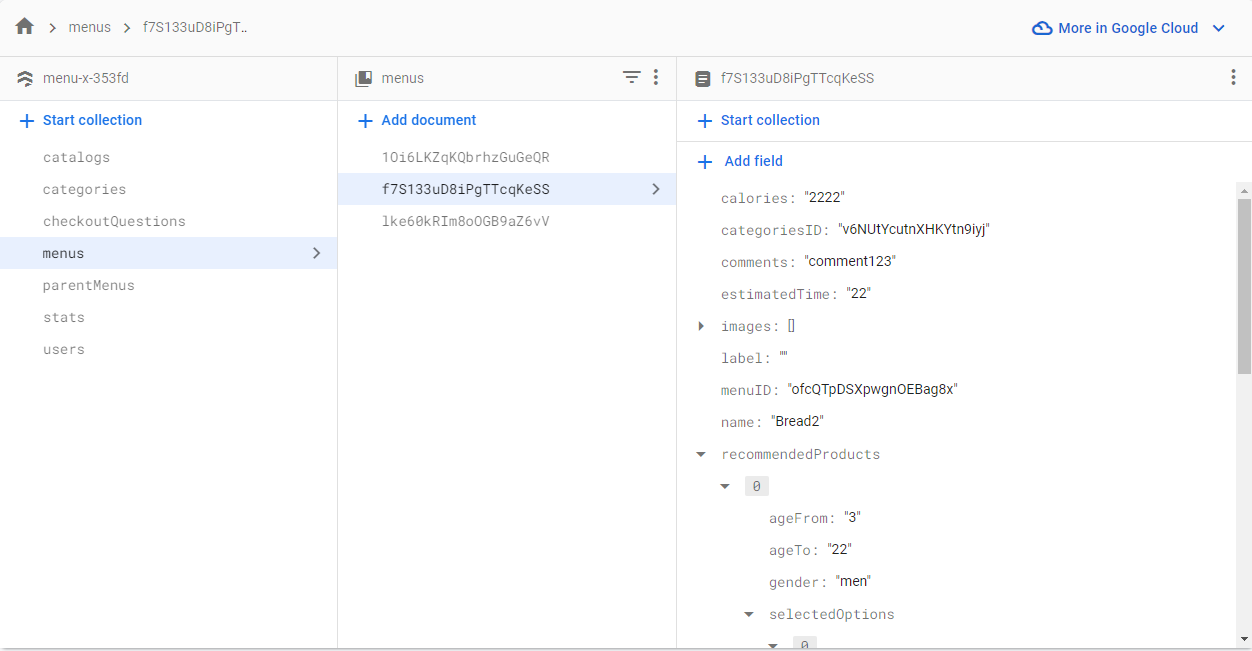 menus
f7S133uD8iPgT..
More in Google Cloud
menu-x-353fd
Start collection
catalogs
categories
checkoutQuestions
menus
parentMenus
stats
users
menus
Add document
1Oi6LKZqKQbrhzGuGeQR
f7S133uD8iPgTTcqKeSS
lke60kRIm8oOGB9aZ6vV
f7S133uD8iPgTTcqKeSS
Start collection
Add field
calories: "2222"
categoriesID: "v6NUtYcutnXHKYtn9iyj"
comments: "comment123"
estimatedTime: "22"
images: []
label: ""
menuID: "ofcQTpDSXpwgnOEBag8x"
name: "Bread2"
recommendedProducts
0
ageFrom: "3"
ageTo: "22"
gender: "men"
selectedOptions
0